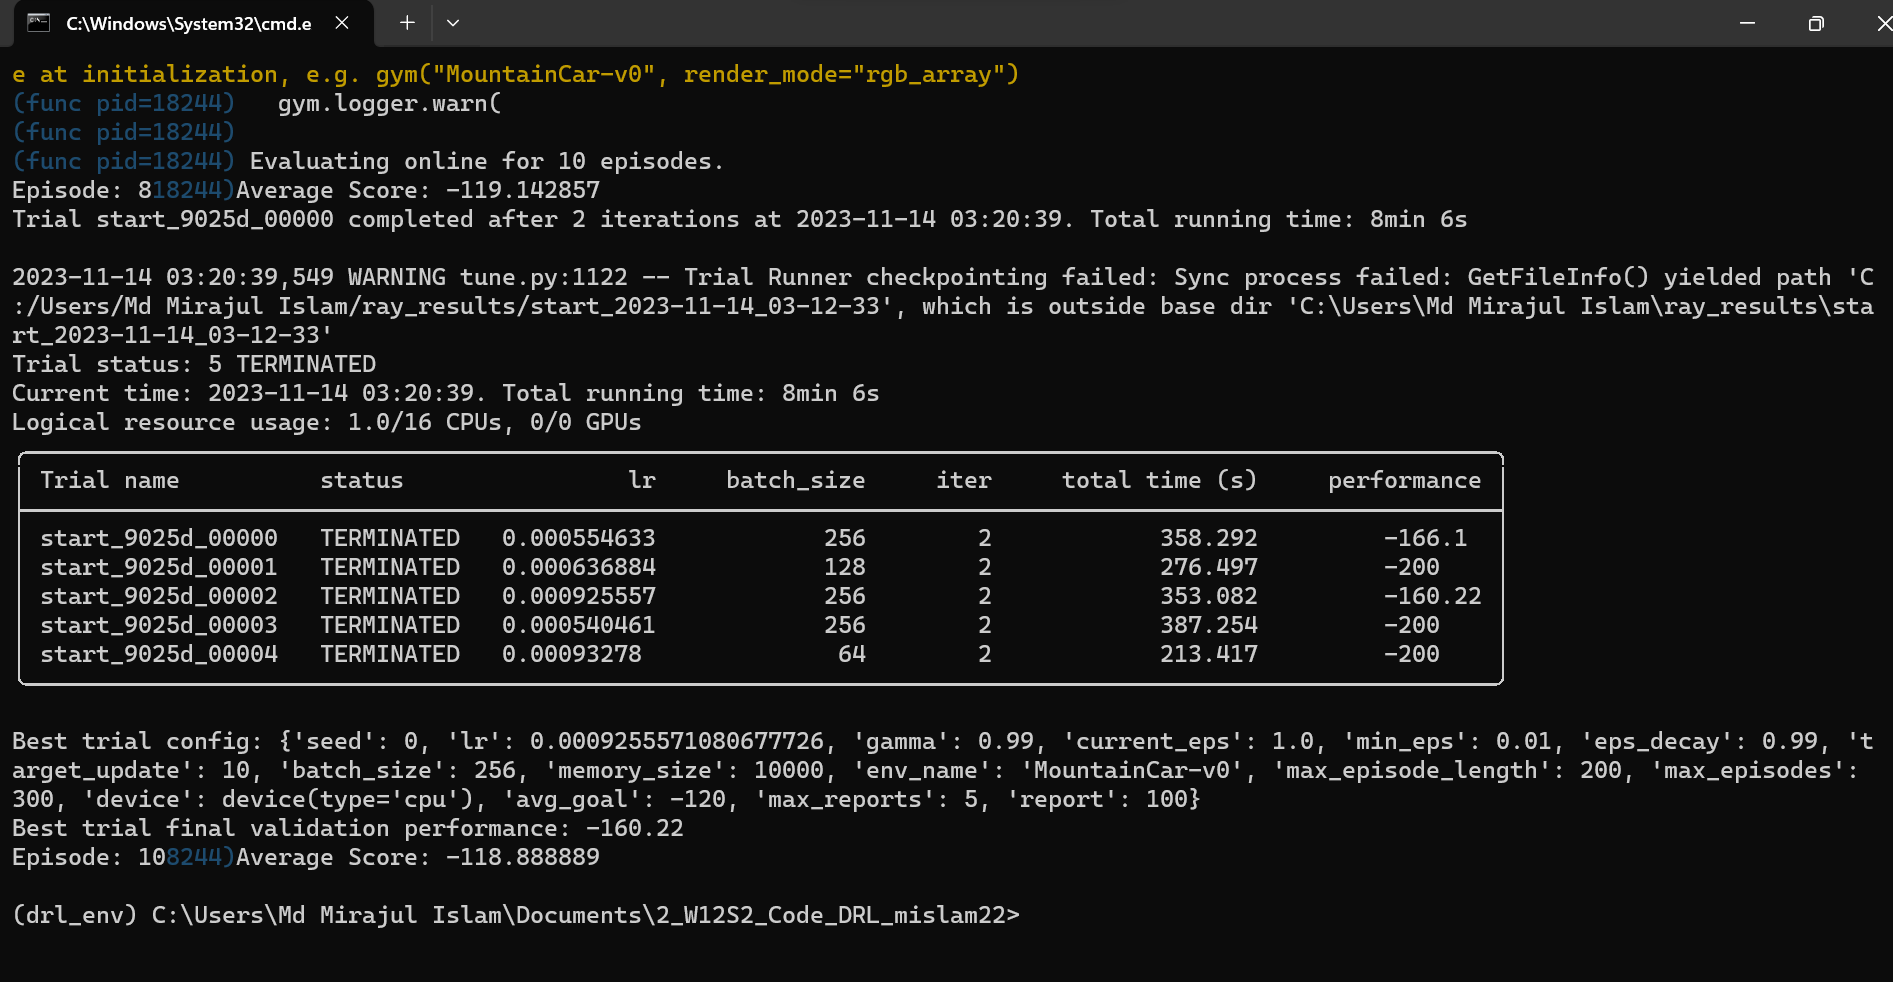 C:\Windows\System32\cmd.e
e at initialization, e.g. gym("MountainCar-v0", render_mode="rgb_array")
(func pid=18244)   gym.logger.warn(
(func pid=18244)
(func pid=18244) Evaluating online for 10 episodes.
Episode: 818244)Average Score: -119.142857
Trial start_9025d_00000 completed after 2 iterations at 2023-11-14 03:20:39. Total running time: 8min 6s
2023-11-14 03:20:39,549 WARNING tune.py:1122 -- Trial Runner checkpointing failed: Sync process failed: GetFileInfo() yielded path 'C
:/Users/Md Mirajul Islam/ray_results/start_2023-11-14_03-12-33', which is outside base dir 'C:\Users\Md Mirajul Islam\ray_results\sta
rt_2023-11-14_03-12-33'
Trial status: 5 TERMINATED
Current time: 2023-11-14 03:20:39. Total running time: 8min 6s
Logical resource usage: 1.0/16 CPUs, 0/0 GPUs
Trial name status lr batch_size iter total time (s) performance
start_9025d_00000 TERMINATED 0.000554633 256 2 358.292 -166.1
start_9025d_00001 TERMINATED 0.000636884 128 2 276.497 -200
start_9025d_00002 TERMINATED 0.000925557 256 2 353.082 -160.22
start_9025d_00003 TERMINATED 0.000540461 256 2 387.254 -200
start_9025d_00004 TERMINATED 0.00093278 64 2 213.417 -200
Best trial config: {'seed': 0, 'lr': 0.0009255571080677726, 'gamma': 0.99, 'current_eps': 1.0, 'min_eps': 0.01, 'eps_decay': 0.99, 't
arget_update': 10, 'batch_size': 256, 'memory_size': 10000, 'env_name': 'MountainCar-v0', 'max_episode_length': 200, 'max_episodes':
300, 'device': device(type='cpu'), 'avg_goal': -120, 'max_reports': 5, 'report': 100}
Best trial final validation performance: -160.22
Episode: 108244)Average Score: -118.888889
(drl_env) C:\Users\Md Mirajul Islam\Documents\2_W12S2_Code_DRL_mislam22>